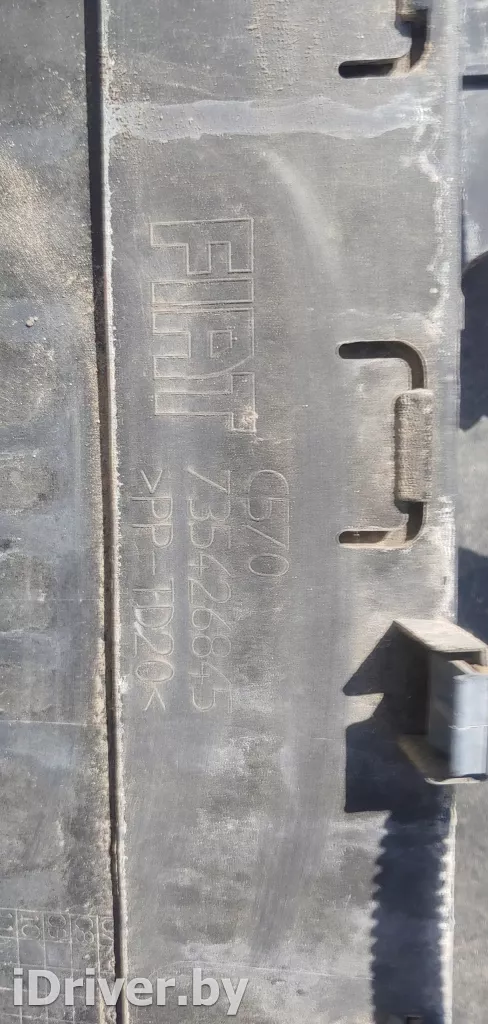 FIAT
C570
735426845
>PP-TD20<
iDriver.by